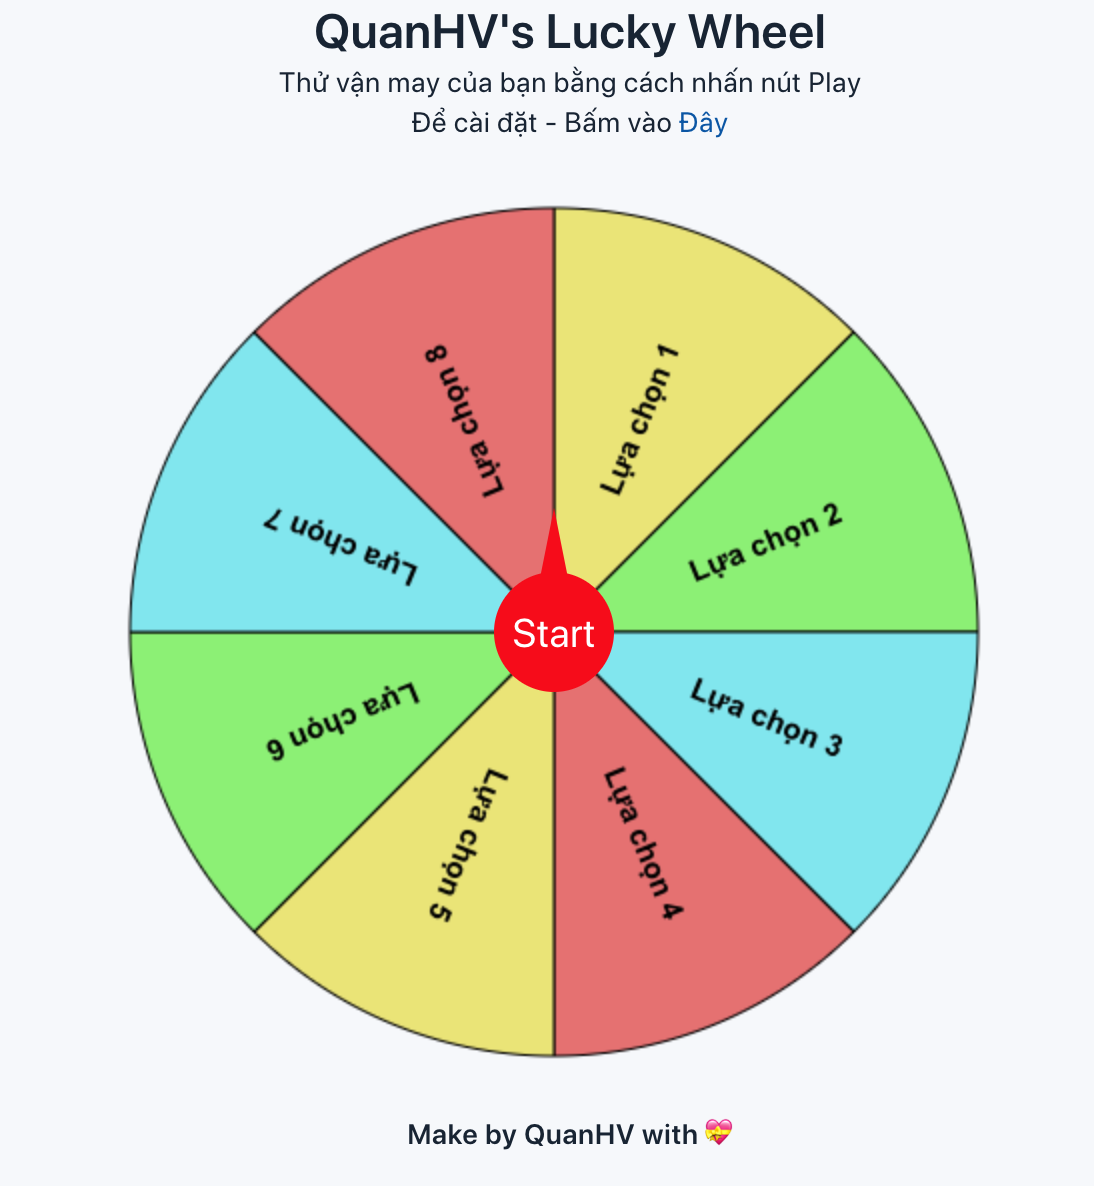 QuanHV's Lucky Wheel
Thử vận may của bạn bằng cách nhấn nút Play
Để cài đặt - Bấm vào Đây
Lựa chọn 1
Lựa chọn 2
Lựa chọn 3
Lựa chọn 4
Lựa chọn 5
Lựa chọn 6
Lựa chọn 7
Lựa chọn 8
Start
Make by QuanHV with 💝